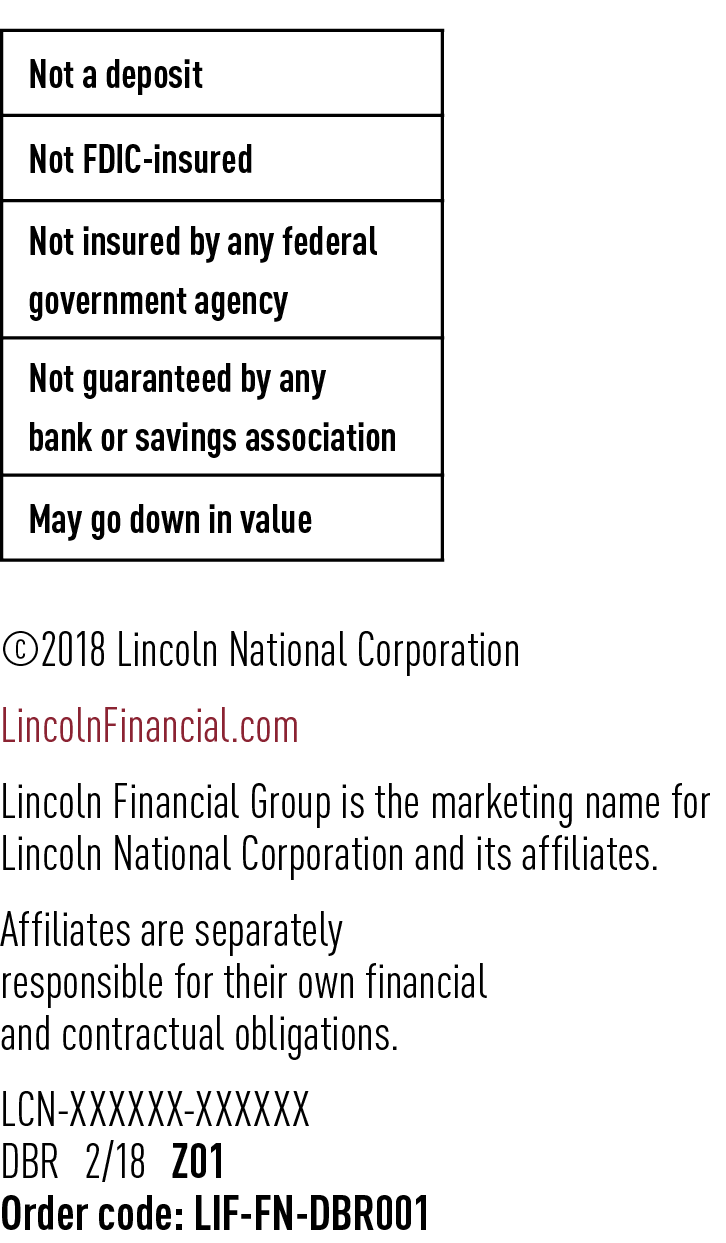 Not a deposit
Not FDIC-insured
Not insured by any federal
government agency
Not guaranteed by any
bank or savings association
May go down in value
©2018 Lincoln National Corporation
LincolnFinancial.com
Lincoln Financial Group is the marketing name for
Lincoln National Corporation and its affiliates.
Affiliates are separately
responsible for their own financial
and contractual obligations.
LCN-XXXXXX-XXXXXX
DBR 2/18 Z01
Order code: LIF-FN-DBR001